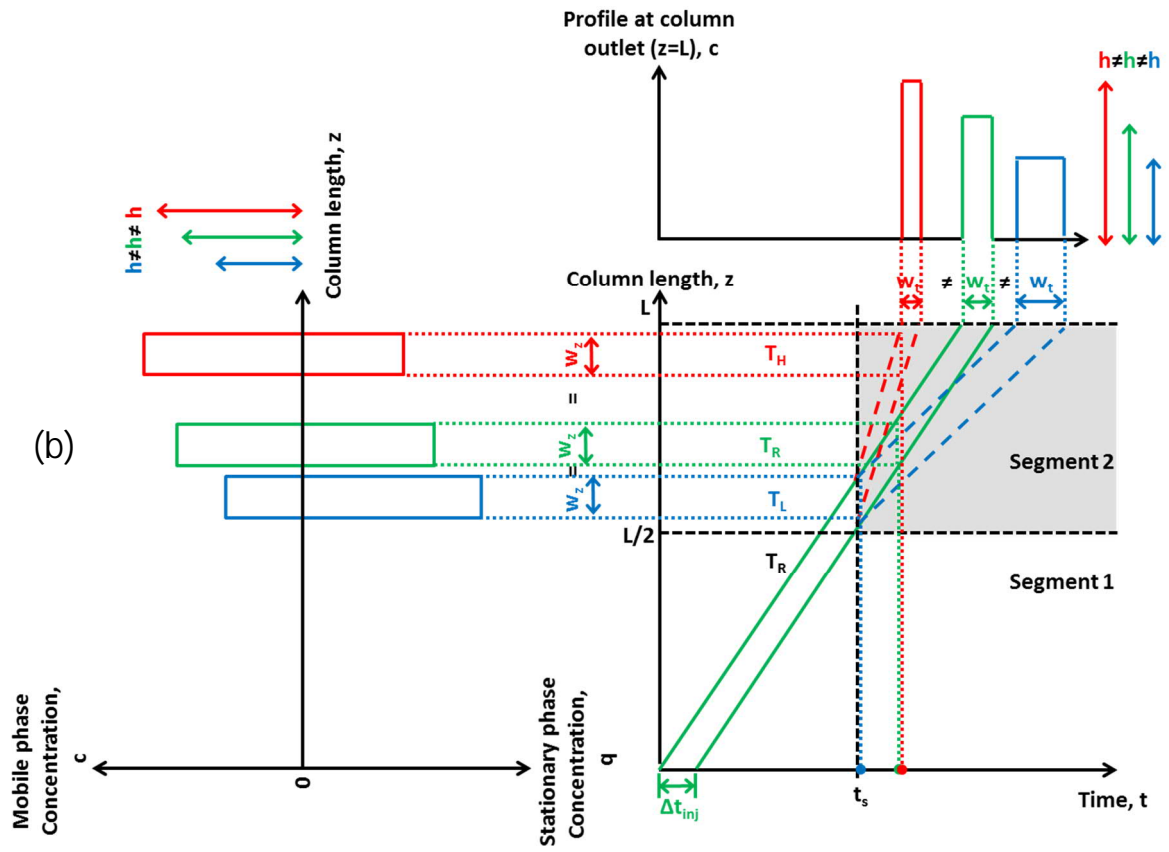 Profile at column
outlet (z=L), c
h≠h≠h
h≠h≠ h
Column length, z
Column length, z
L
w_t ≠ w_t ≠ w_t
w_z
T_H
=
(b)
w_z
T_R
=
w_z
T_L
Segment 2
L/2
T_R
Segment 1
Mobile phase
Concentration,
c
0
Stationary phase
Concentration,
q
Δt_inj
t_s
Time, t